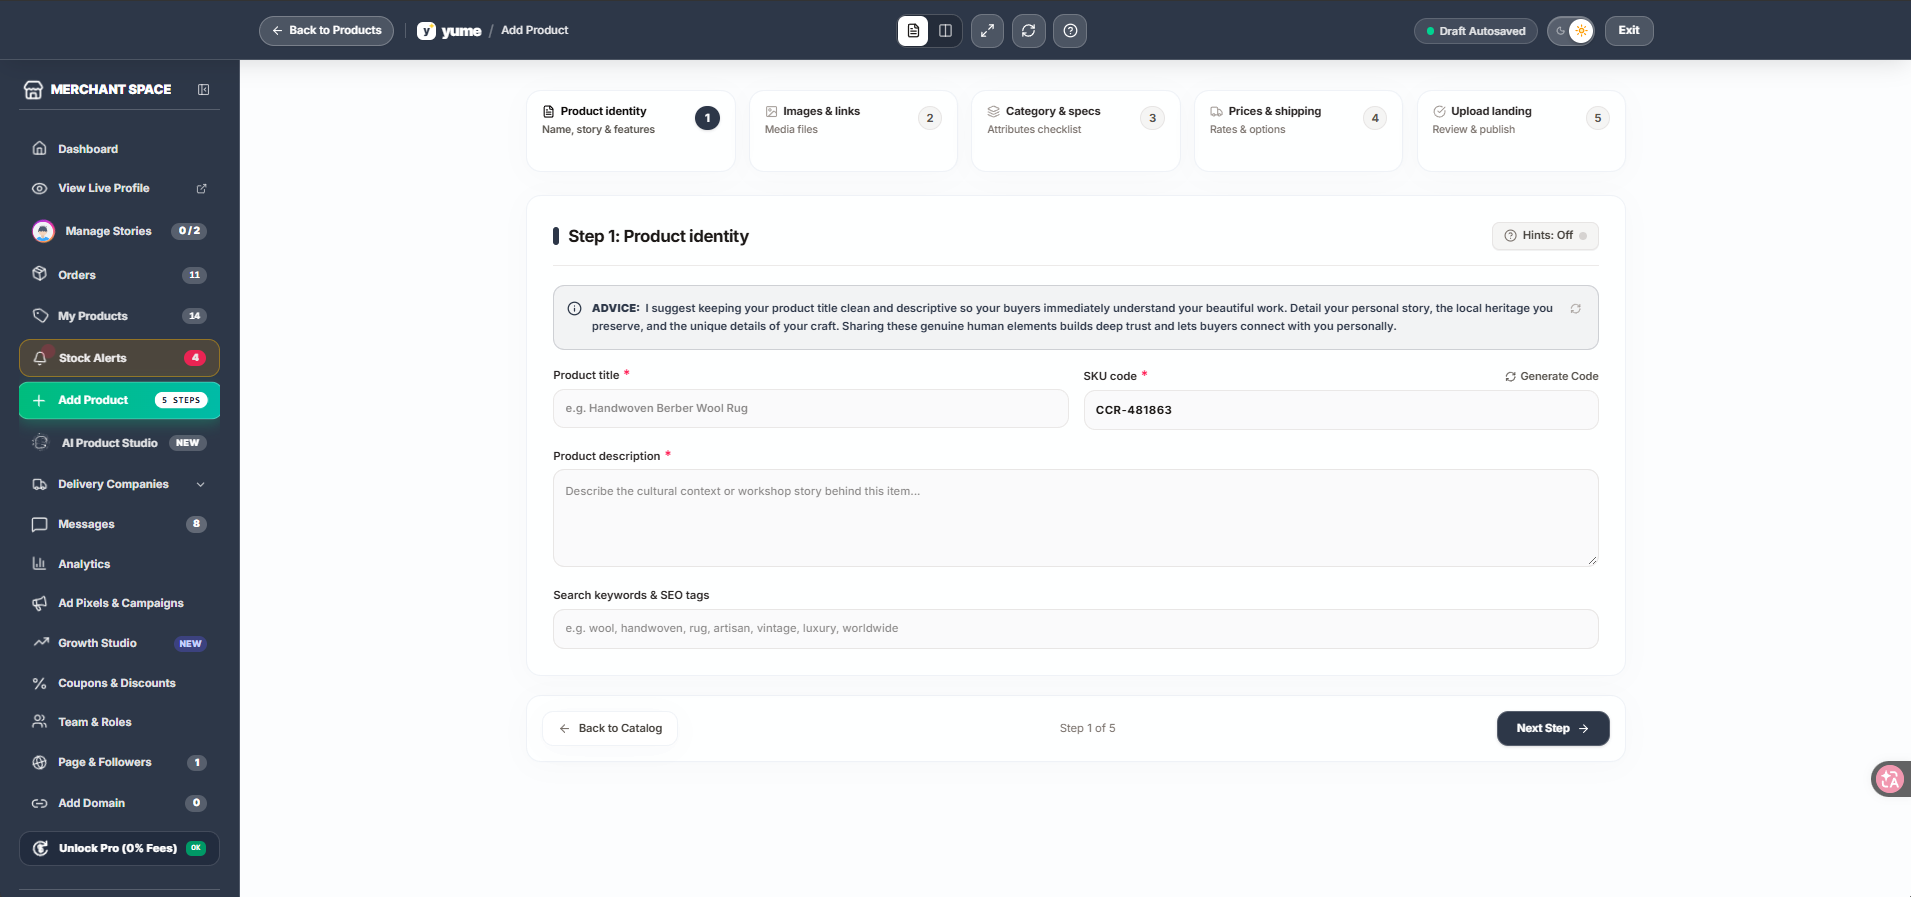 Back to Products
yume / Add Product
Draft Autosaved
Exit
MERCHANT SPACE
Dashboard
View Live Profile
Manage Stories 0/2
Orders 11
My Products 14
Stock Alerts 4
Add Product 5 STEPS
AI Product Studio NEW
Delivery Companies
Messages 8
Analytics
Ad Pixels & Campaigns
Growth Studio NEW
Coupons & Discounts
Team & Roles
Page & Followers 1
Add Domain 0
Unlock Pro (0% Fees) OK
Product identity 1
Name, story & features
Images & links 2
Media files
Category & specs 3
Attributes checklist
Prices & shipping 4
Rates & options
Upload landing 5
Review & publish
Step 1: Product identity
Hints: Off
ADVICE: I suggest keeping your product title clean and descriptive so your buyers immediately understand your beautiful work. Detail your personal story, the local heritage you
preserve, and the unique details of your craft. Sharing these genuine human elements builds deep trust and lets buyers connect with you personally.
Product title *
e.g. Handwoven Berber Wool Rug
SKU code *
Generate Code
CCR-481863
Product description *
Describe the cultural context or workshop story behind this item...
Search keywords & SEO tags
e.g. wool, handwoven, rug, artisan, vintage, luxury, worldwide
Back to Catalog
Step 1 of 5
Next Step